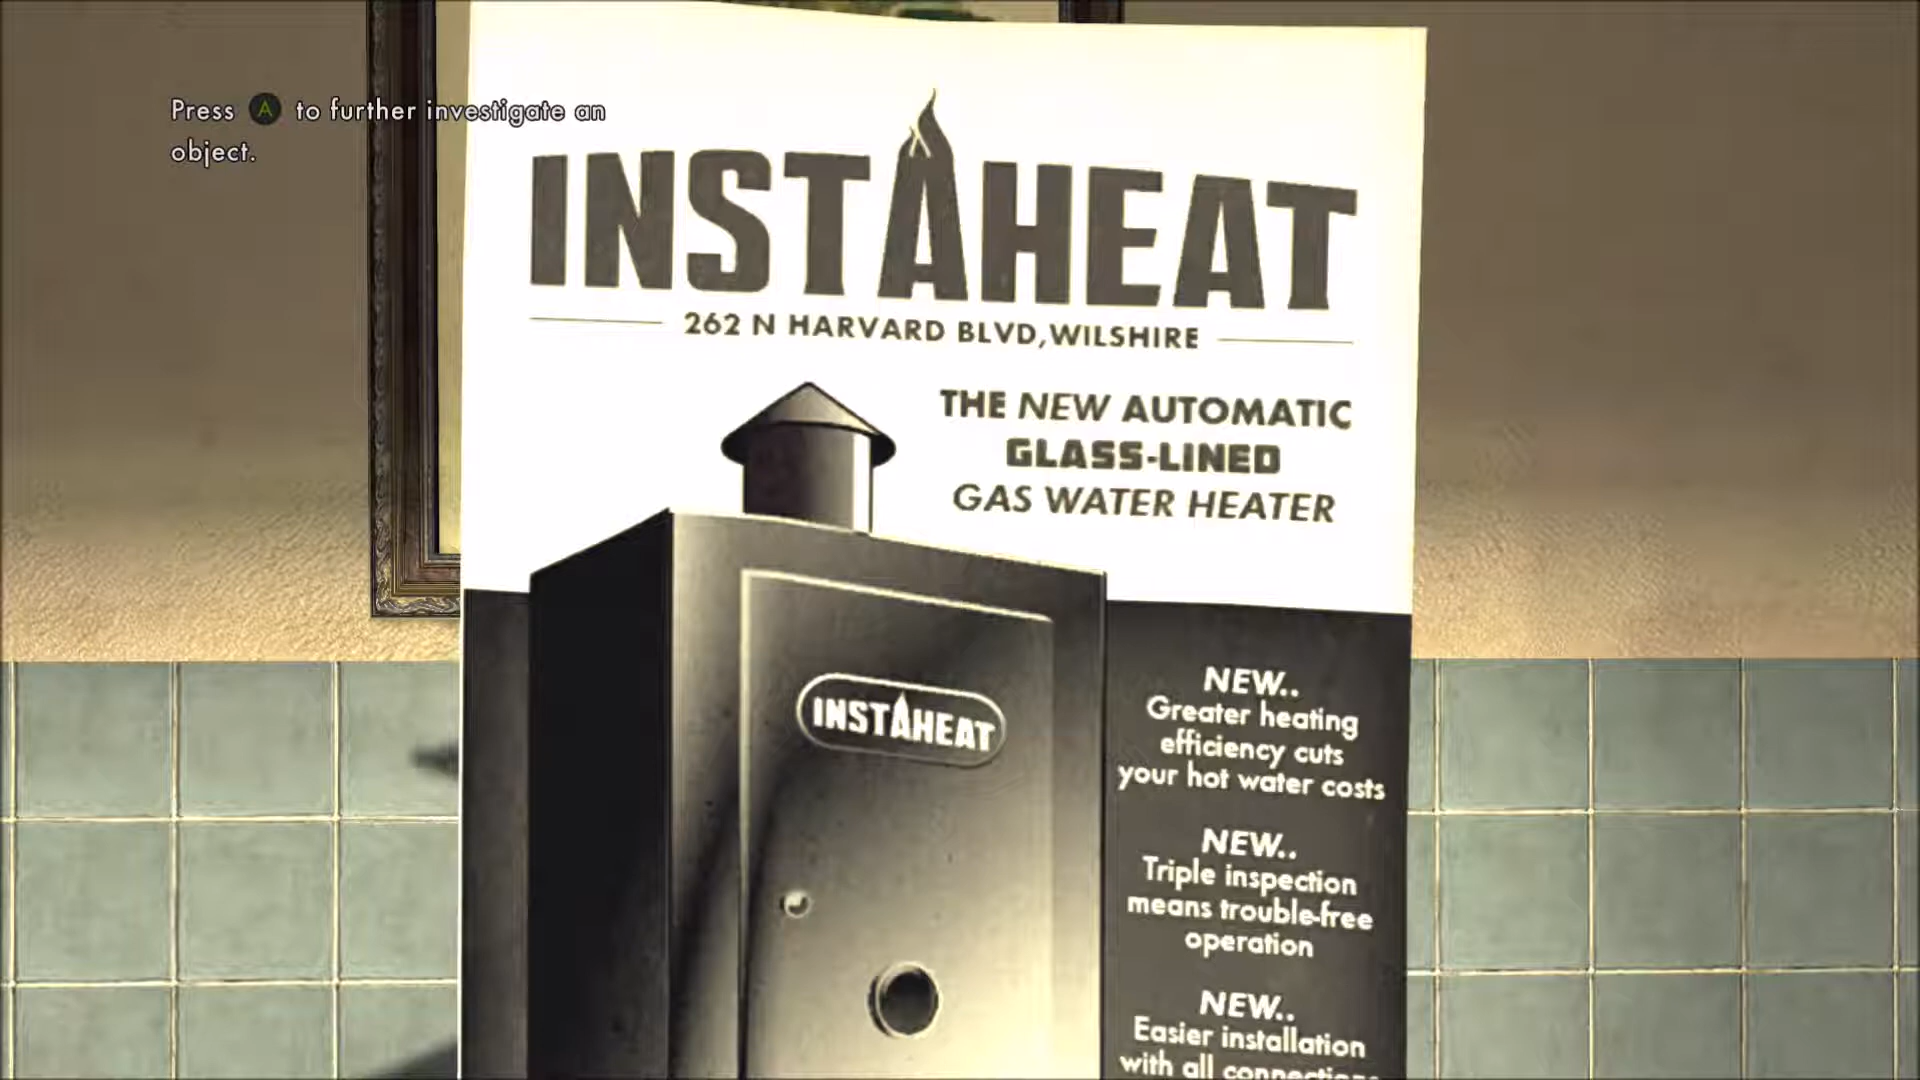 Press A to further investigate an
object.
INSTAHEAT
262 N HARVARD BLVD, WILSHIRE
THE NEW AUTOMATIC
GLASS-LINED
GAS WATER HEATER
INSTAHEAT
NEW..
Greater heating
efficiency cuts
your hot water costs
NEW..
Triple inspection
means trouble-free
operation
NEW..
Easier installation
with all connections